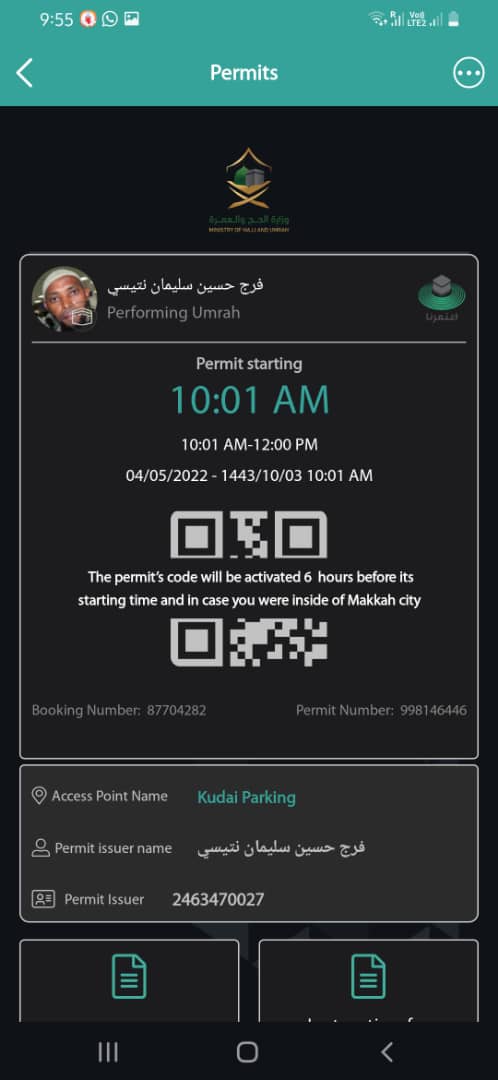 9:55
R
Vo))
LTE2
Permits
وزارة الحج والعمرة
MINISTRY OF HAJJ AND UMRAH
فرج حسين سليمان نتيسي
Performing Umrah
اعتمرنا
Permit starting
10:01 AM
10:01 AM-12:00 PM
04/05/2022 - 1443/10/03 10:01 AM
The permit's code will be activated 6 hours before its
starting time and in case you were inside of Makkah city
Booking Number: 87704282
Permit Number: 998146446
Access Point Name Kudai Parking
Permit issuer name فرج حسين سليمان نتيسي
Permit Issuer 2463470027